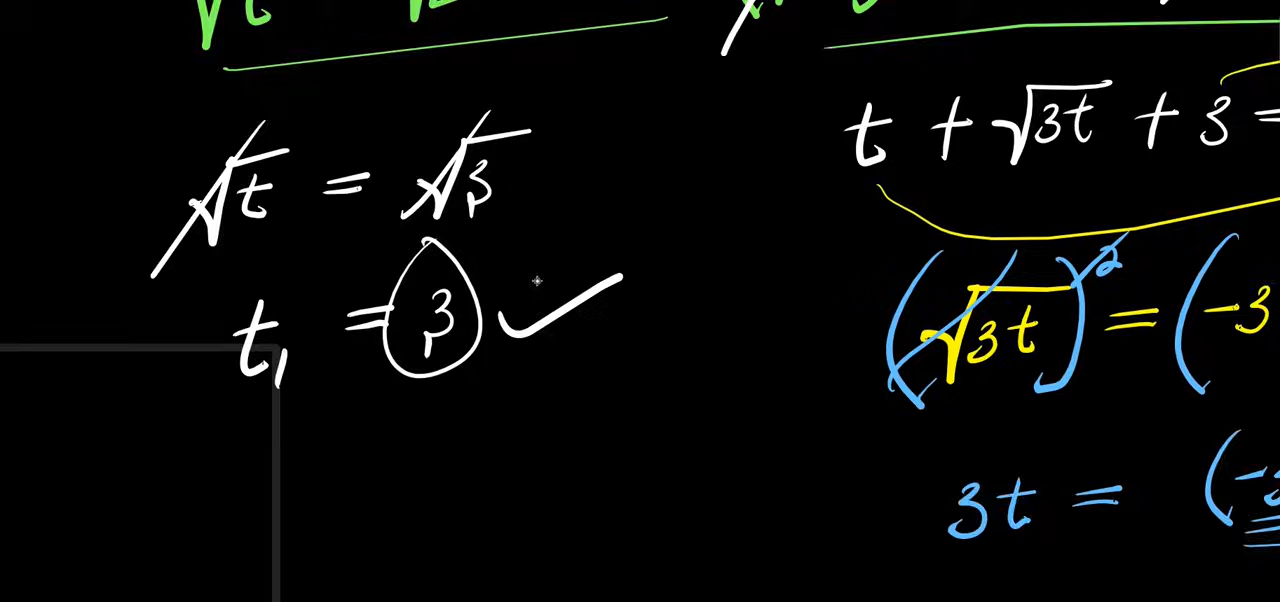 √t = √3
t₁ = 3
t + √3t + 3 =
(√3t)² = (-3
3t = (-